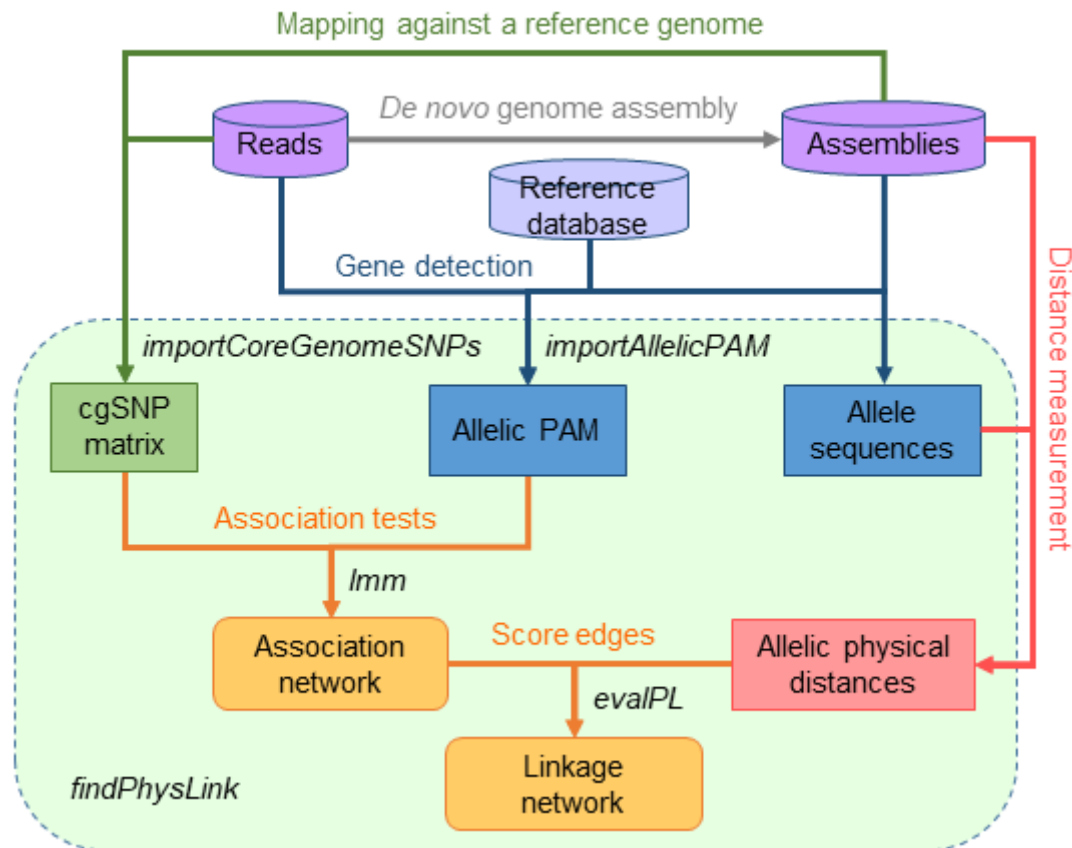 Mapping against a reference genome
De novo genome assembly
Reads
Assemblies
Reference
database
Gene detection
Distance measurement
importCoreGenomeSNPs
importAllelicPAM
cgSNP
matrix
Allelic PAM
Allele
sequences
Association tests
lmm
Association
network
Score edges
Allelic physical
distances
evalPL
Linkage
network
findPhysLink